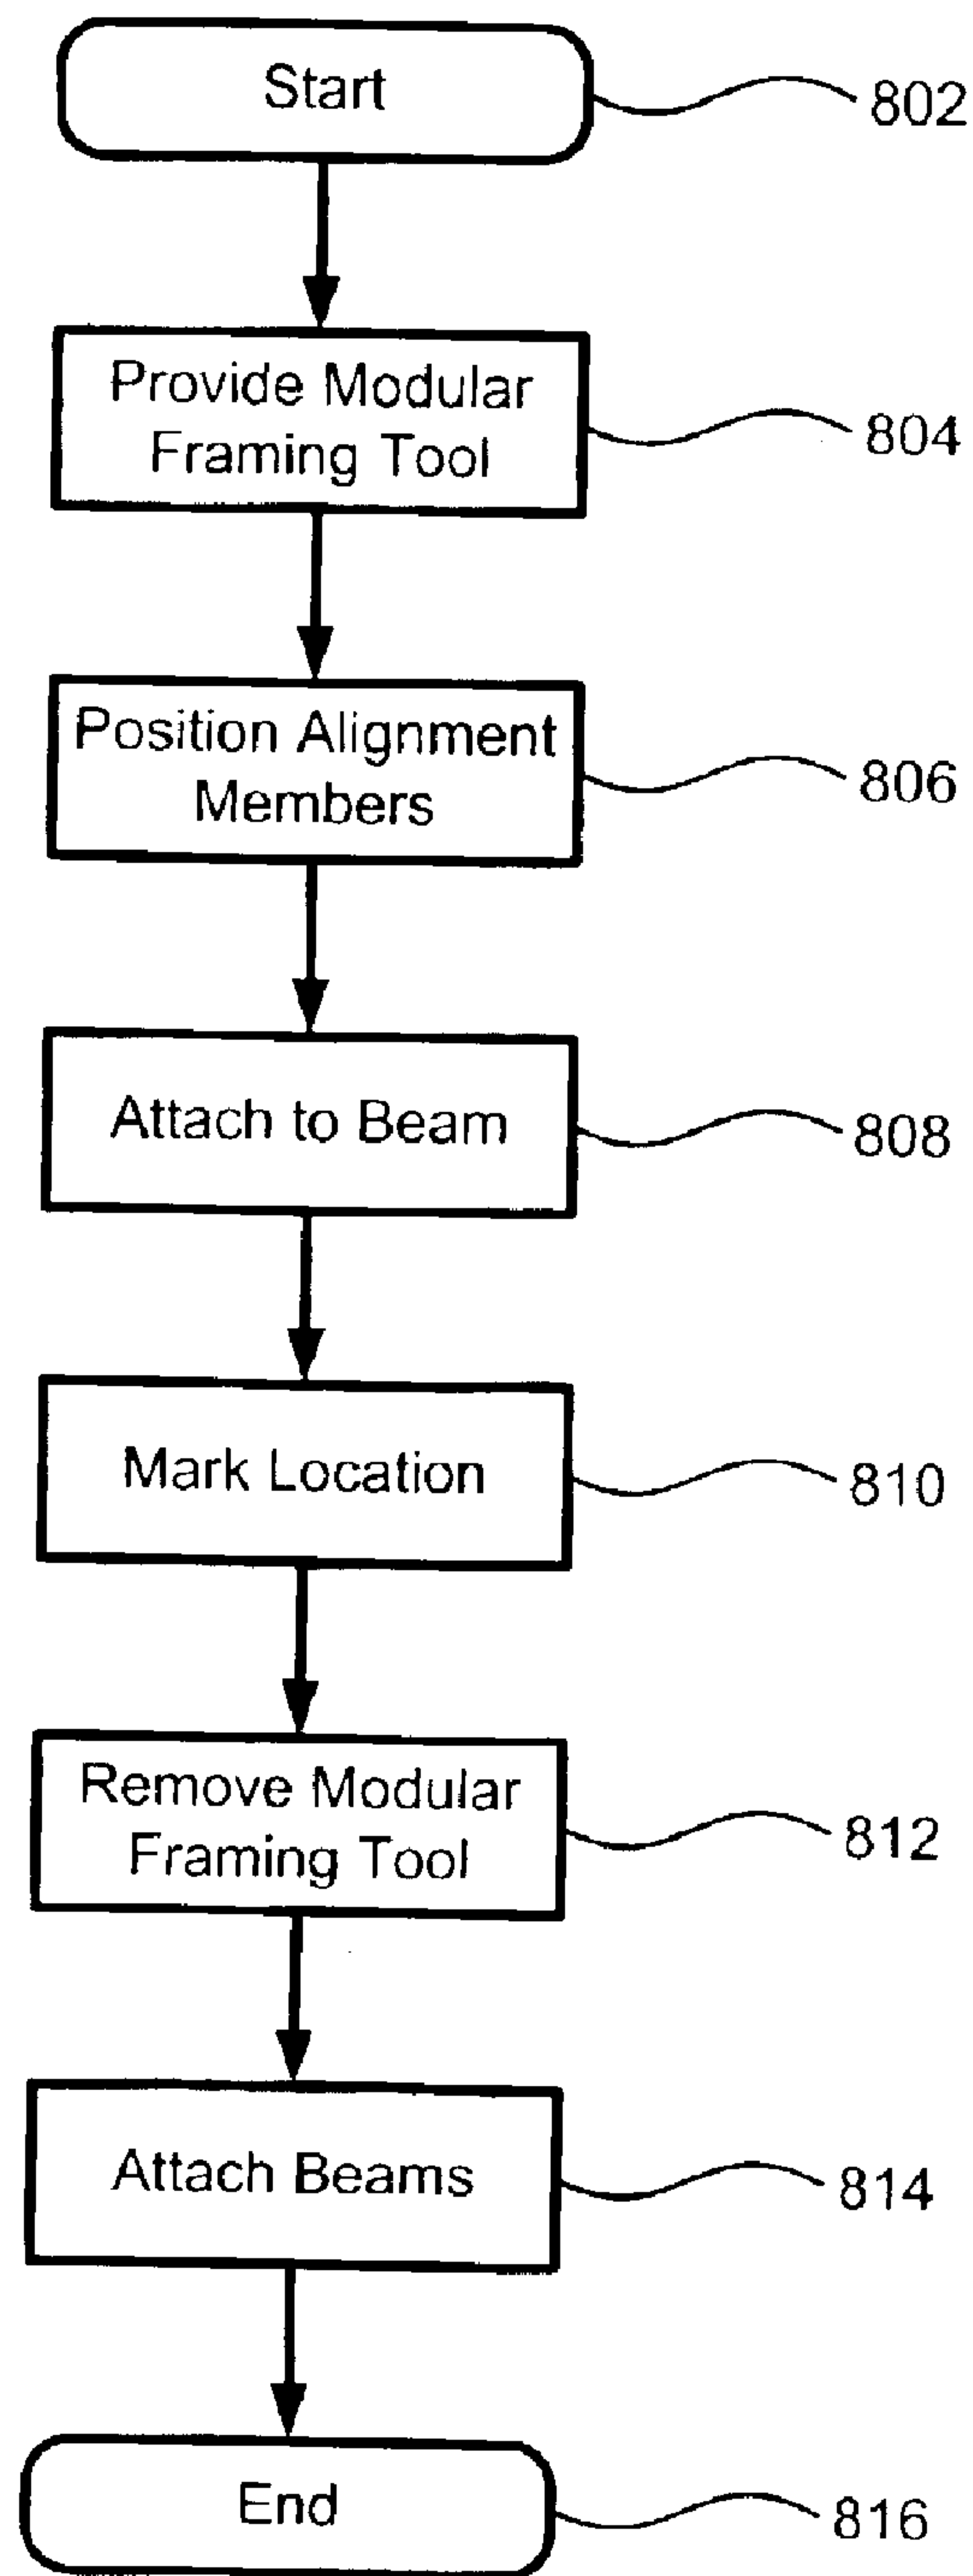 Start
802
Provide Modular
Framing Tool
804
Position Alignment
Members
806
Attach to Beam
808
Mark Location
810
Remove Modular
Framing Tool
812
Attach Beams
814
End
816